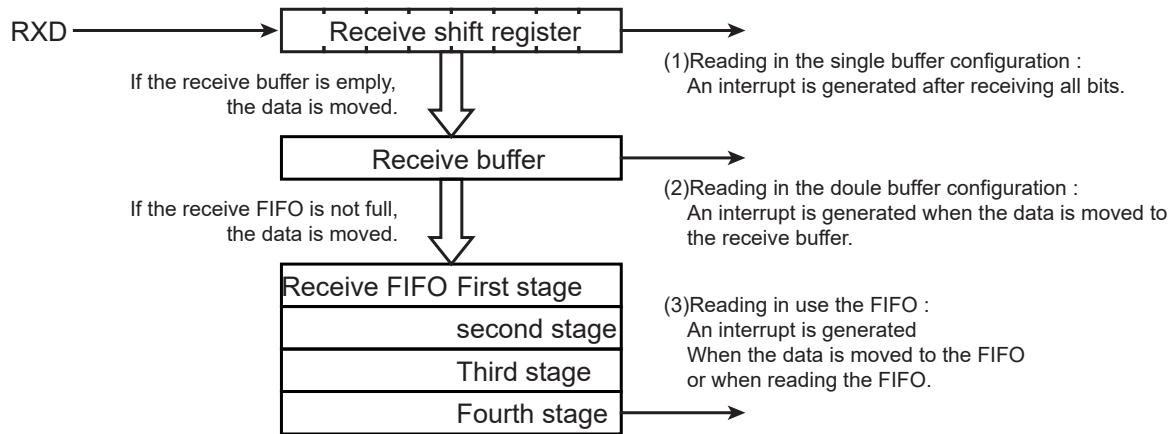 RXD
Receive shift register
(1)Reading in the single buffer configuration :
An interrupt is generated after receiving all bits.
If the receive buffer is emply,
the data is moved.
Receive buffer
(2)Reading in the doule buffer configuration :
An interrupt is generated when the data is moved to
the receive buffer.
If the receive FIFO is not full,
the data is moved.
Receive FIFO First stage
second stage
Third stage
Fourth stage
(3)Reading in use the FIFO :
An interrupt is generated
When the data is moved to the FIFO
or when reading the FIFO.